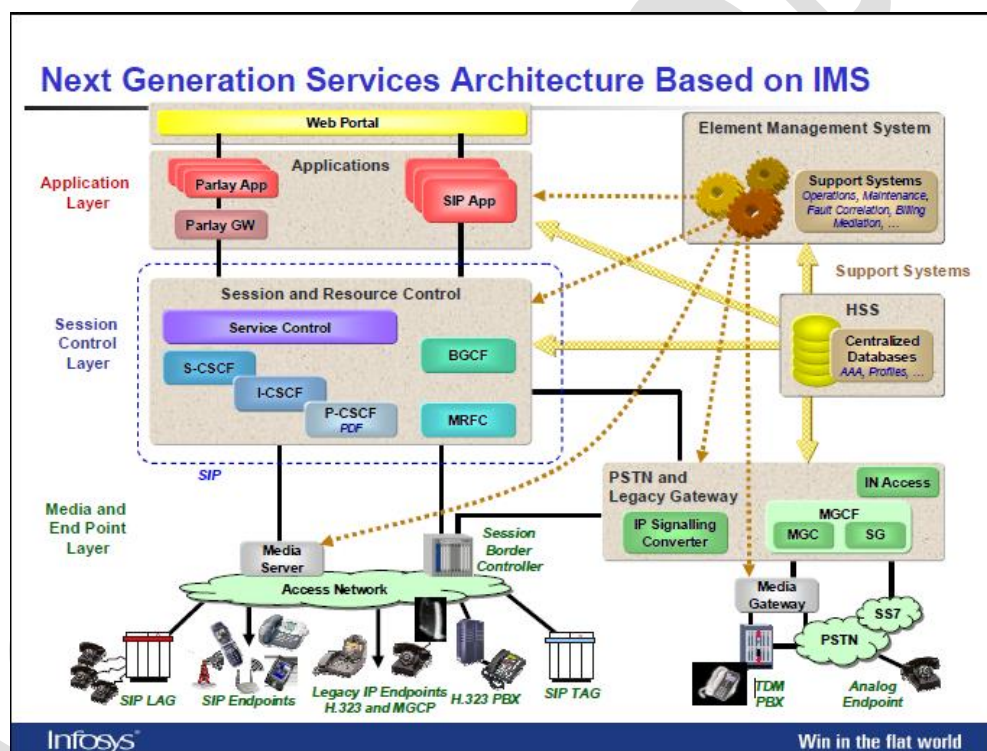 Next Generation Services Architecture Based on IMS
Web Portal
Application
Layer
Applications
Parlay App
Parlay GW
SIP App
Element Management System
Support Systems
Operations, Maintenance,
Fault Correlation, Billing
Mediation, ...
Support Systems
Session
Control
Layer
Session and Resource Control
Service Control
S-CSCF
I-CSCF
P-CSCF
PDF
BGCF
MRFC
SIP
HSS
Centralized
Databases
AAA, Profiles, ...
Media and
End Point
Layer
PSTN and
Legacy Gateway
IP Signalling
Converter
IN Access
MGCF
MGC
SG
Media
Server
Session
Border
Controller
Access Network
Media
Gateway
SS7
PSTN
SIP LAG
SIP Endpoints
Legacy IP Endpoints
H.323 and MGCP
H.323 PBX
SIP TAG
TDM
PBX
Analog
Endpoint
Infosys
Win in the flat world